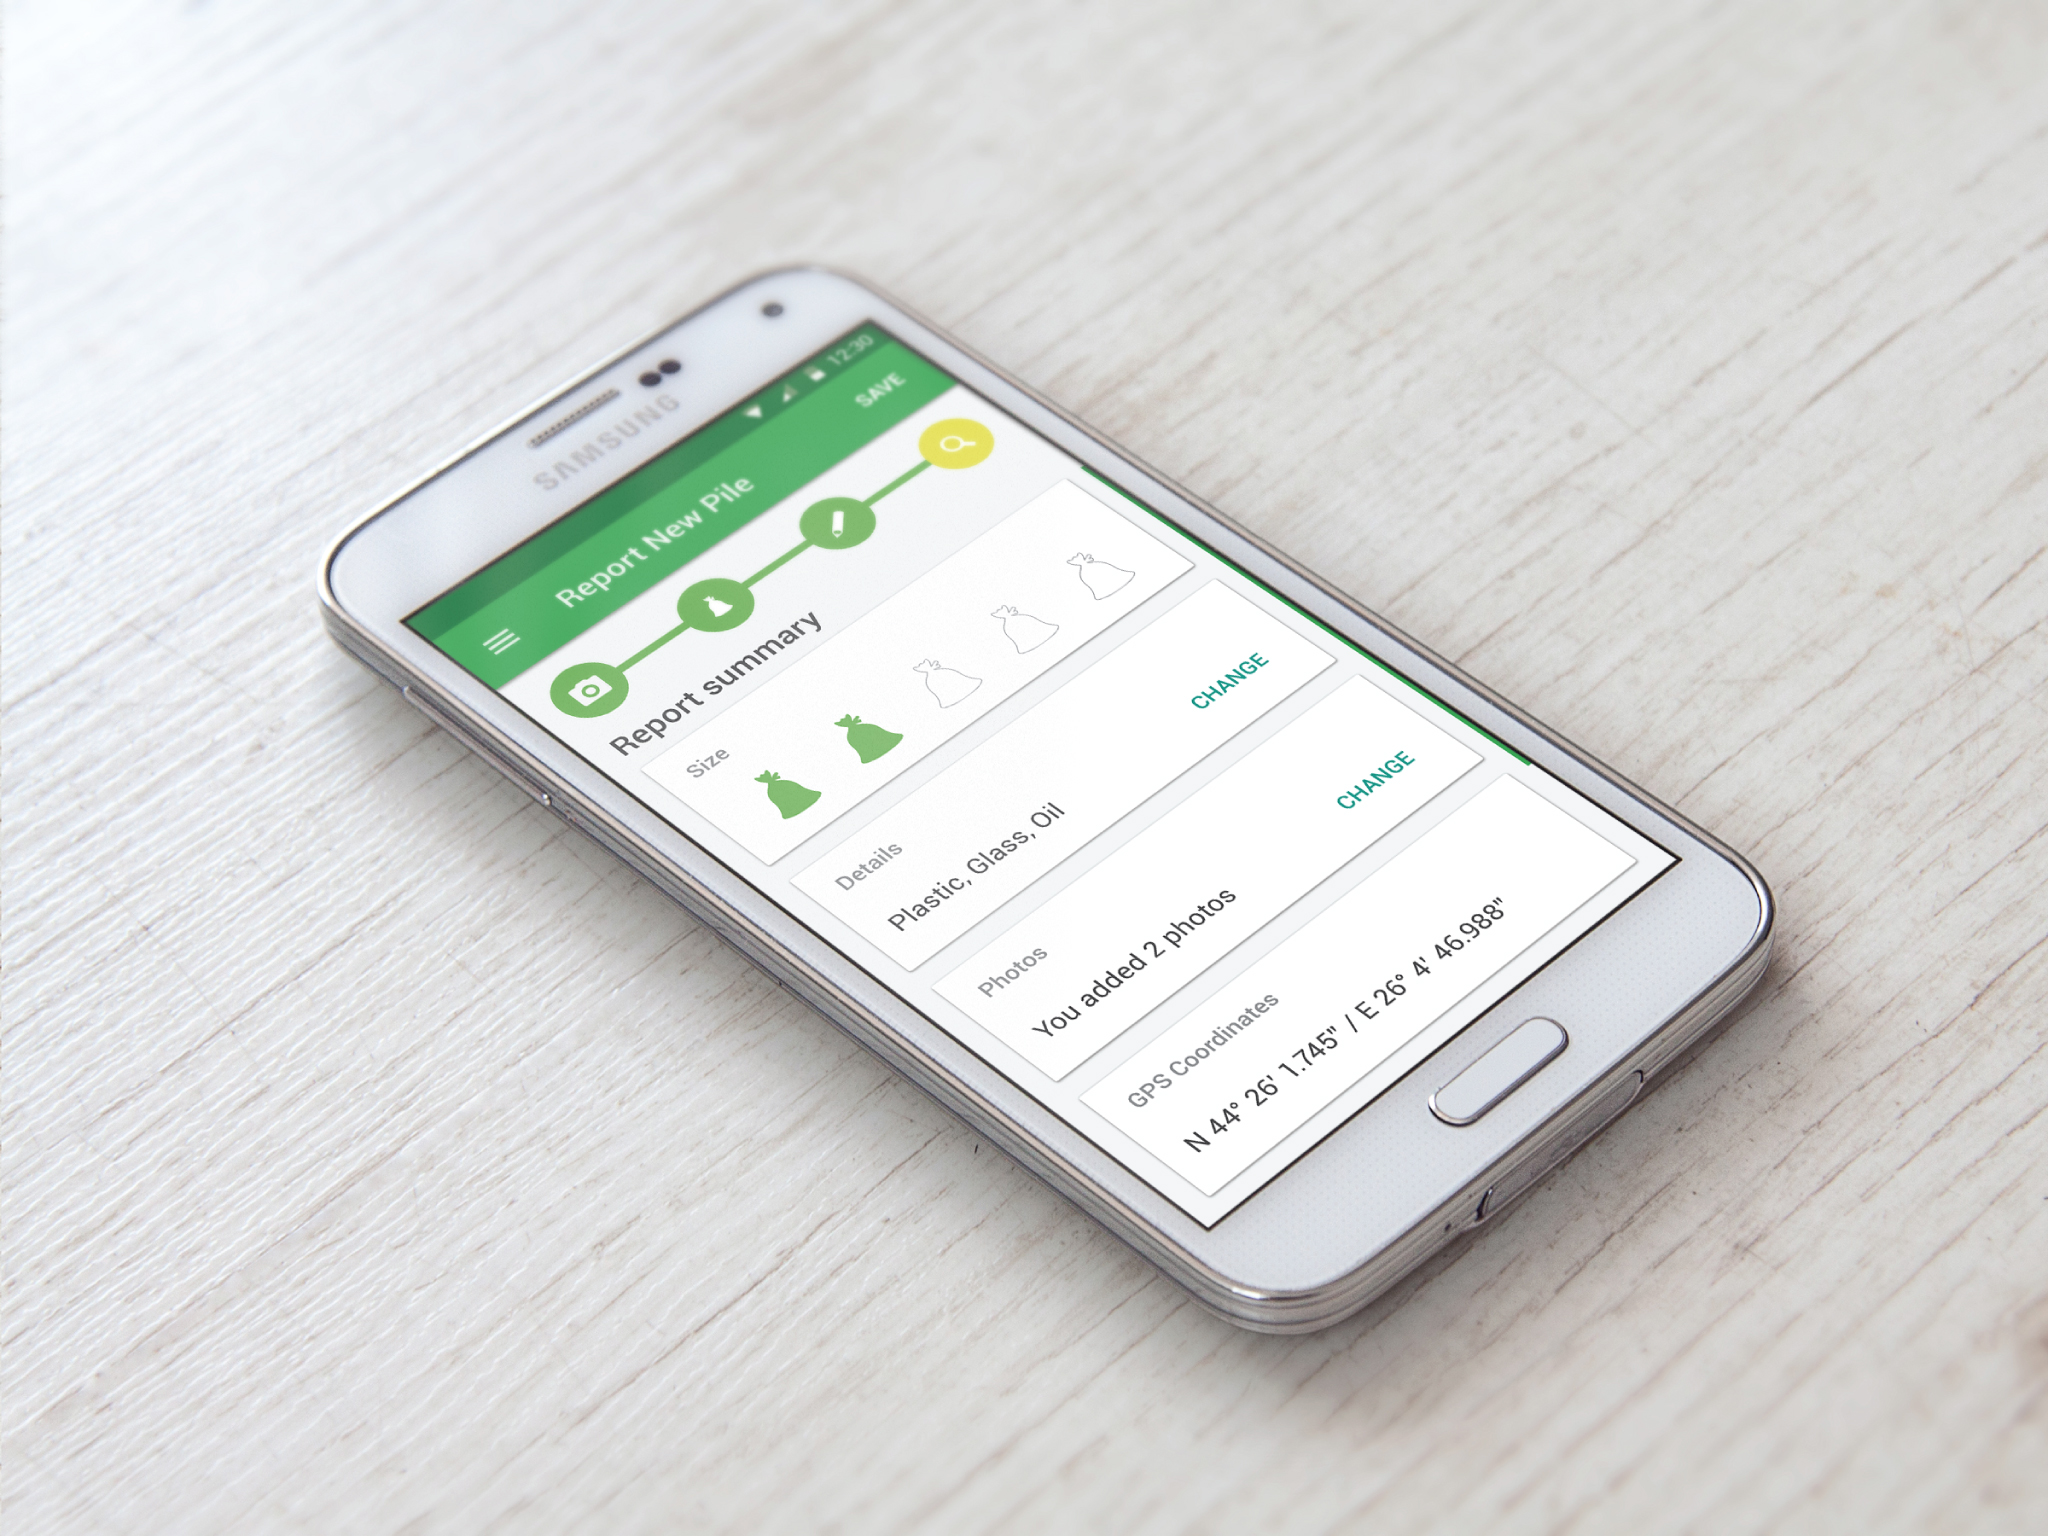 SAMSUNG
12:30
Report New Pile
SAVE
Report summary
Size
Details
Plastic, Glass, Oil
CHANGE
Photos
You added 2 photos
CHANGE
GPS Coordinates
N 44° 26' 1.745" / E 26° 4' 46.988"